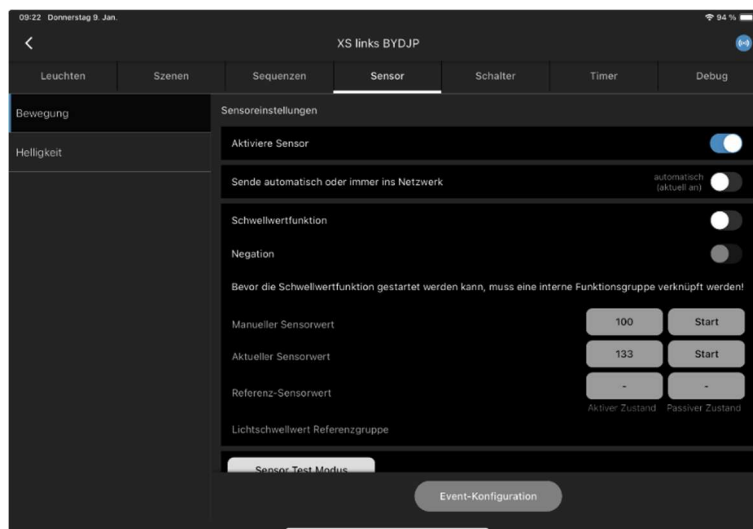 09:22 Donnerstag 9. Jan.
94 %
XS links BYDJP
Leuchten Szenen Sequenzen Sensor Schalter Timer Debug
Bewegung
Helligkeit
Sensoreinstellungen
Aktiviere Sensor
Sende automatisch oder immer ins Netzwerk
automatisch
(aktuell an)
Schwellwertfunktion
Negation
Bevor die Schwellwertfunktion gestartet werden kann, muss eine interne Funktionsgruppe verknüpft werden!
Manueller Sensorwert 100 Start
Aktueller Sensorwert 133 Start
Referenz-Sensorwert - -
Aktiver Zustand Passiver Zustand
Lichtschwellwert Referenzgruppe
Sensor Test Modus
Event-Konfiguration